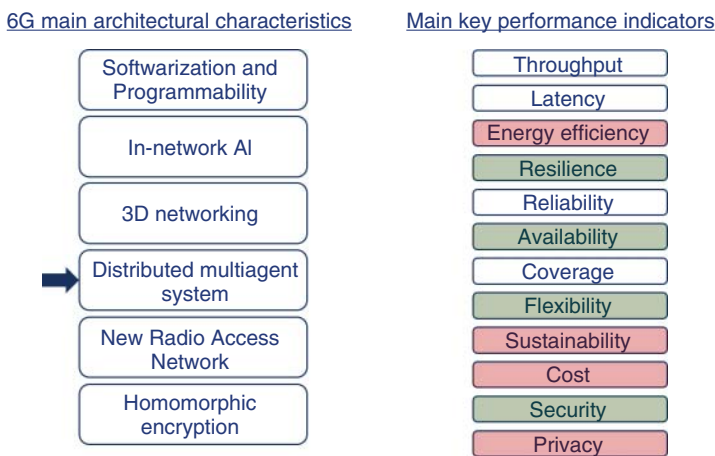 6G main architectural characteristics
Softwarization and
Programmability
In-network AI
3D networking
Distributed multiagent
system
New Radio Access
Network
Homomorphic
encryption
Main key performance indicators
Throughput
Latency
Energy efficiency
Resilience
Reliability
Availability
Coverage
Flexibility
Sustainability
Cost
Security
Privacy